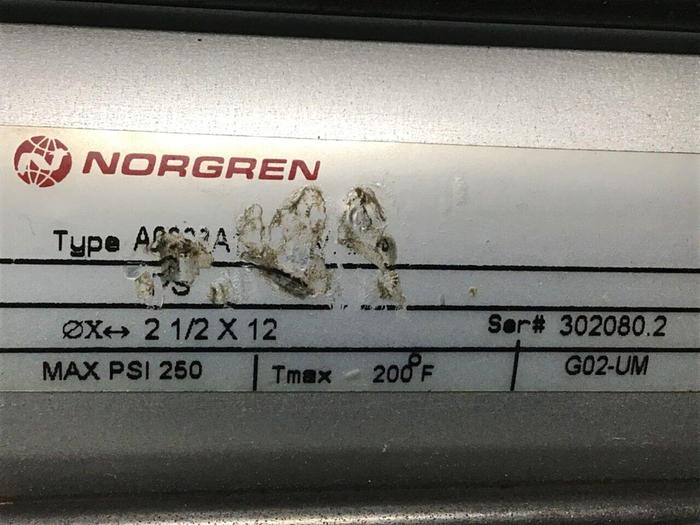 NORGREN
Type
ØX↔ 2 1/2 X 12 Ser# 302080.2
MAX PSI 250 Tmax 200°F G02-UM